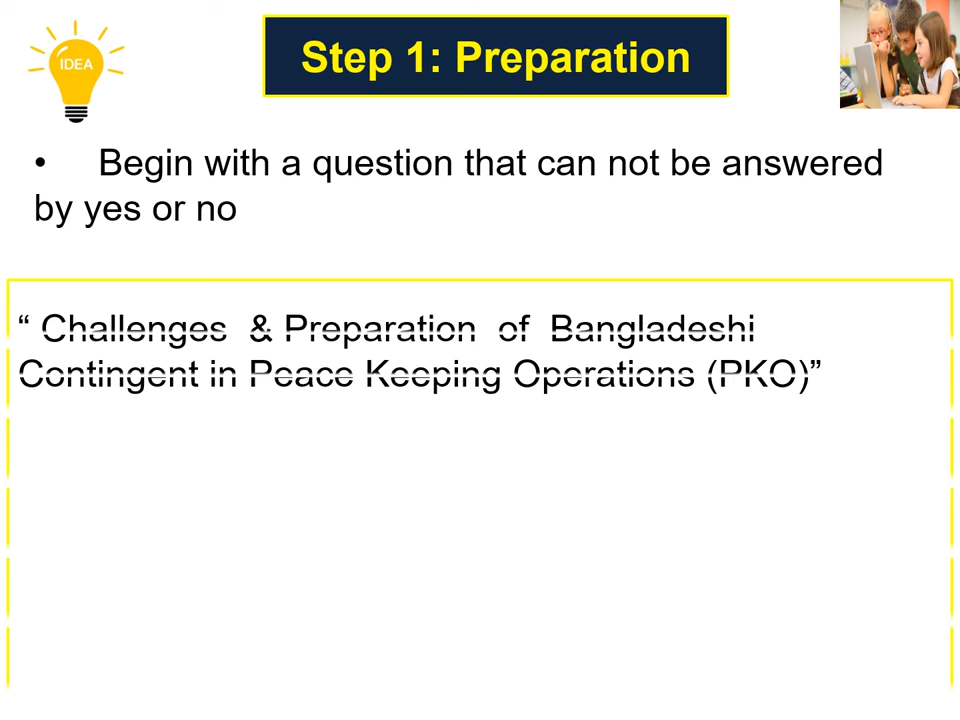 IDEA
Step 1: Preparation
• Begin with a question that can not be answered
by yes or no
“ Challenges & Preparation of Bangladeshi
Contingent in Peace Keeping Operations (PKO)”